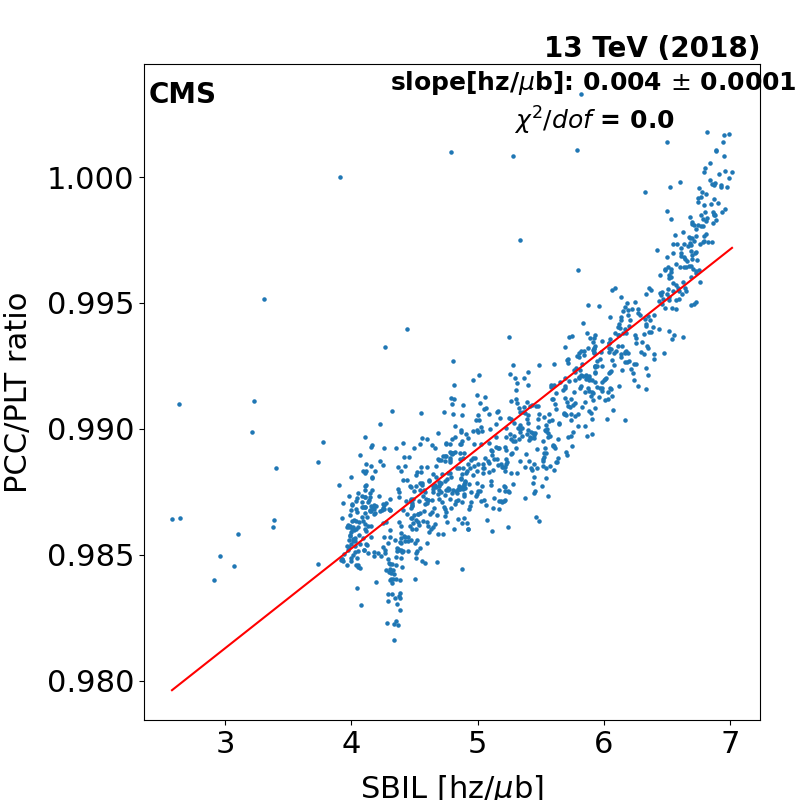 13 TeV (2018)
CMS
slope[hz/μb]: 0.004 ± 0.0001
χ²/dof = 0.0
1.000
0.995
0.990
0.985
0.980
PCC/PLT ratio
3 4 5 6 7
SBIL [hz/μb]